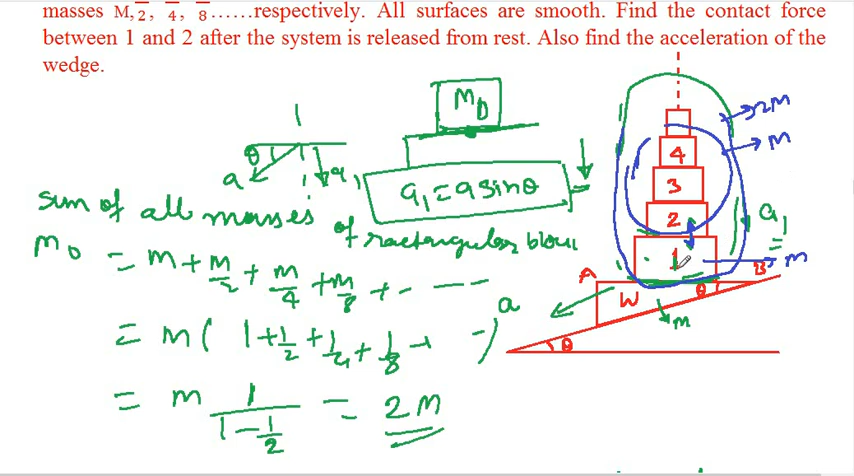 masses M, 2, 4, 8 ......respectively. All surfaces are smooth. Find the contact force
between 1 and 2 after the system is released from rest. Also find the acceleration of the
wedge.
M0
θ
a
a1
a1 = a sinθ
sum of all masses
of ractangular block
M0 = M + M/2 + M/4 + M/8 + - - - -
= M ( 1 + 1/2 + 1/4 + 1/8 + - )
= M 1/(1 - 1/2) = 2M
2M
M
4
3
2
1
a1
M
A
B
W
θ
a
M
θ